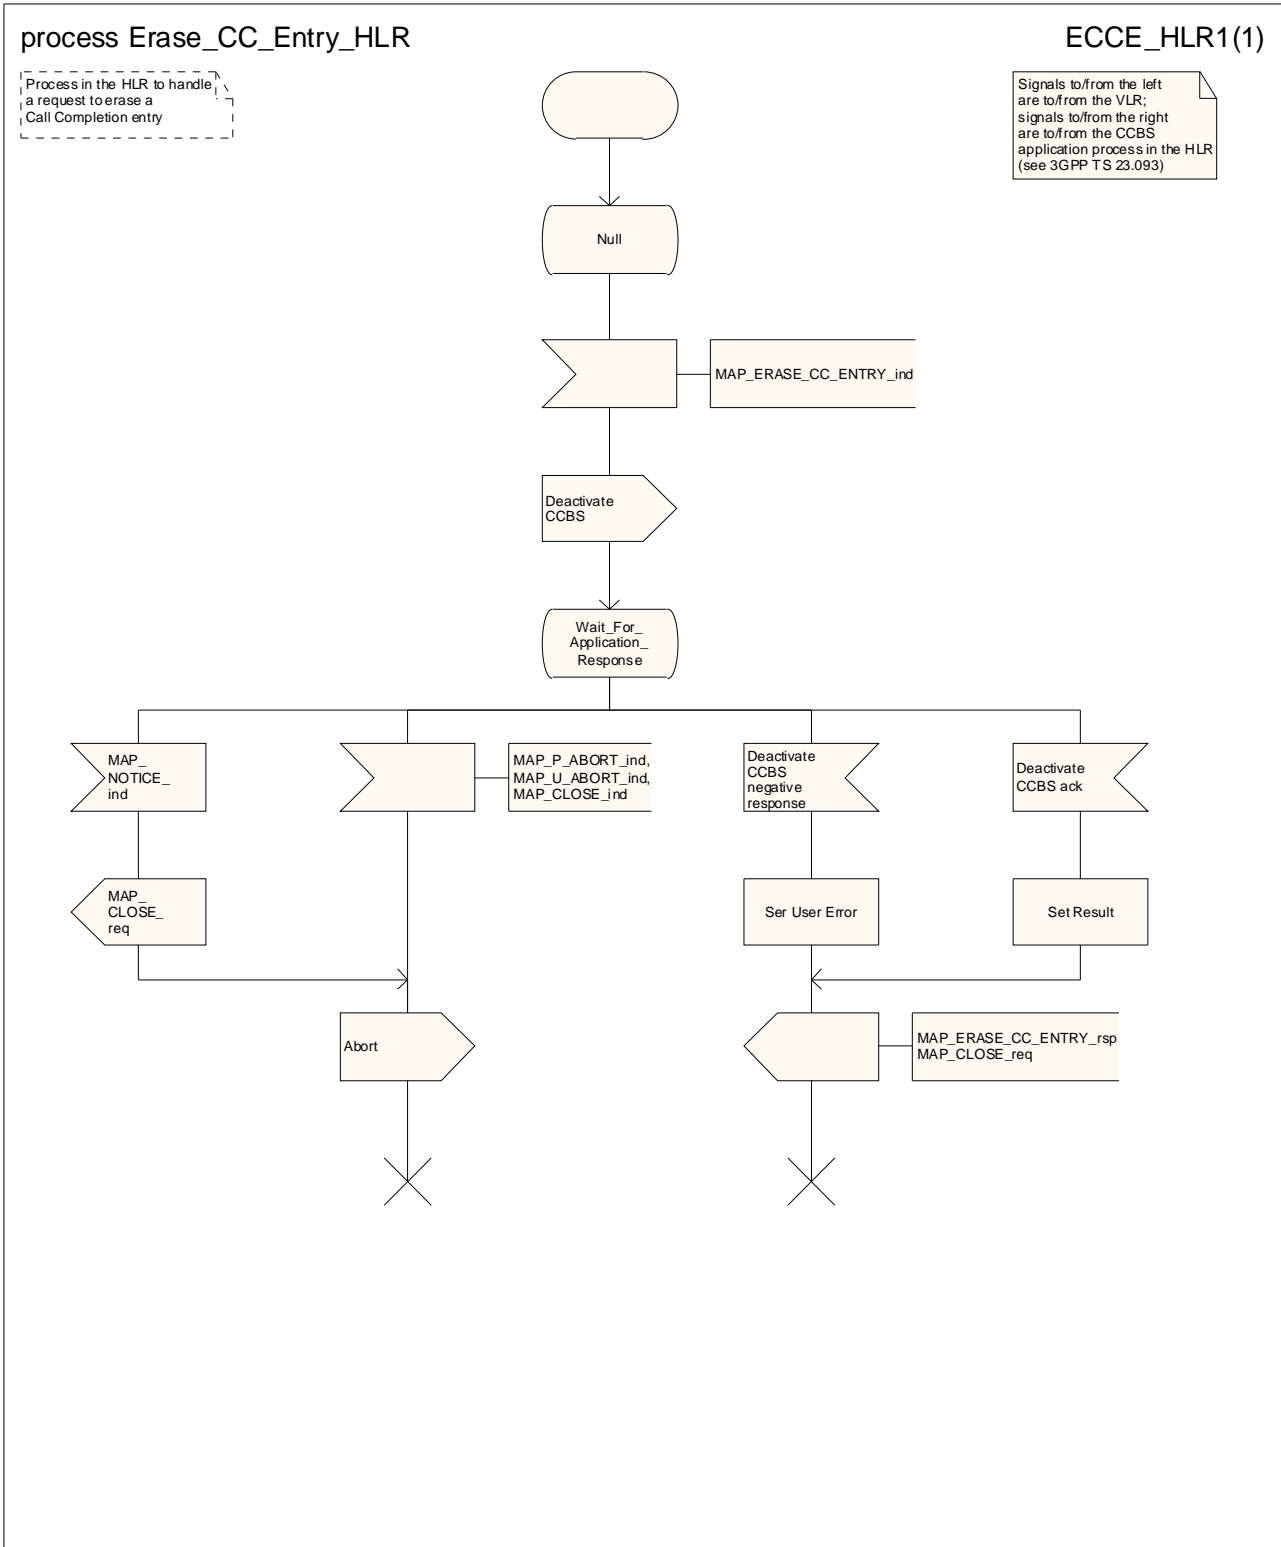 process Erase_CC_Entry_HLR
ECCE_HLR1(1)
Process in the HLR to handle
a request to erase a
Call Completion entry
Signals to/from the left
are to/from the VLR;
signals to/from the right
are to/from the CCBS
application process in the HLR
(see 3GPP TS 23.093)
Null
MAP_ERASE_CC_ENTRY_ind
Deactivate
CCBS
Wait_For_
Application_
Response
MAP_
NOTICE_
ind
MAP_P_ABORT_ind,
MAP_U_ABORT_ind,
MAP_CLOSE_ind
Deactivate
CCBS
negative
response
Deactivate
CCBS ack
MAP_
CLOSE_
req
Ser User Error
Set Result
Abort
MAP_ERASE_CC_ENTRY_rsp
MAP_CLOSE_req